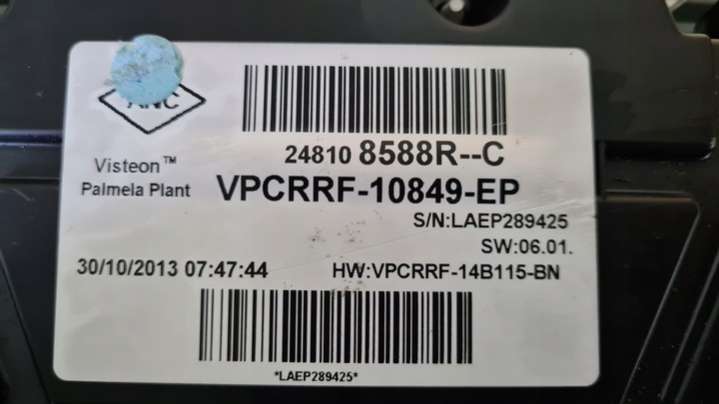 24810 8588R--C
Visteon™
Palmela Plant
VPCRRF-10849-EP
S/N:LAEP289425
SW:06.01.
30/10/2013 07:47:44
HW:VPCRRF-14B115-BN
*LAEP289425*